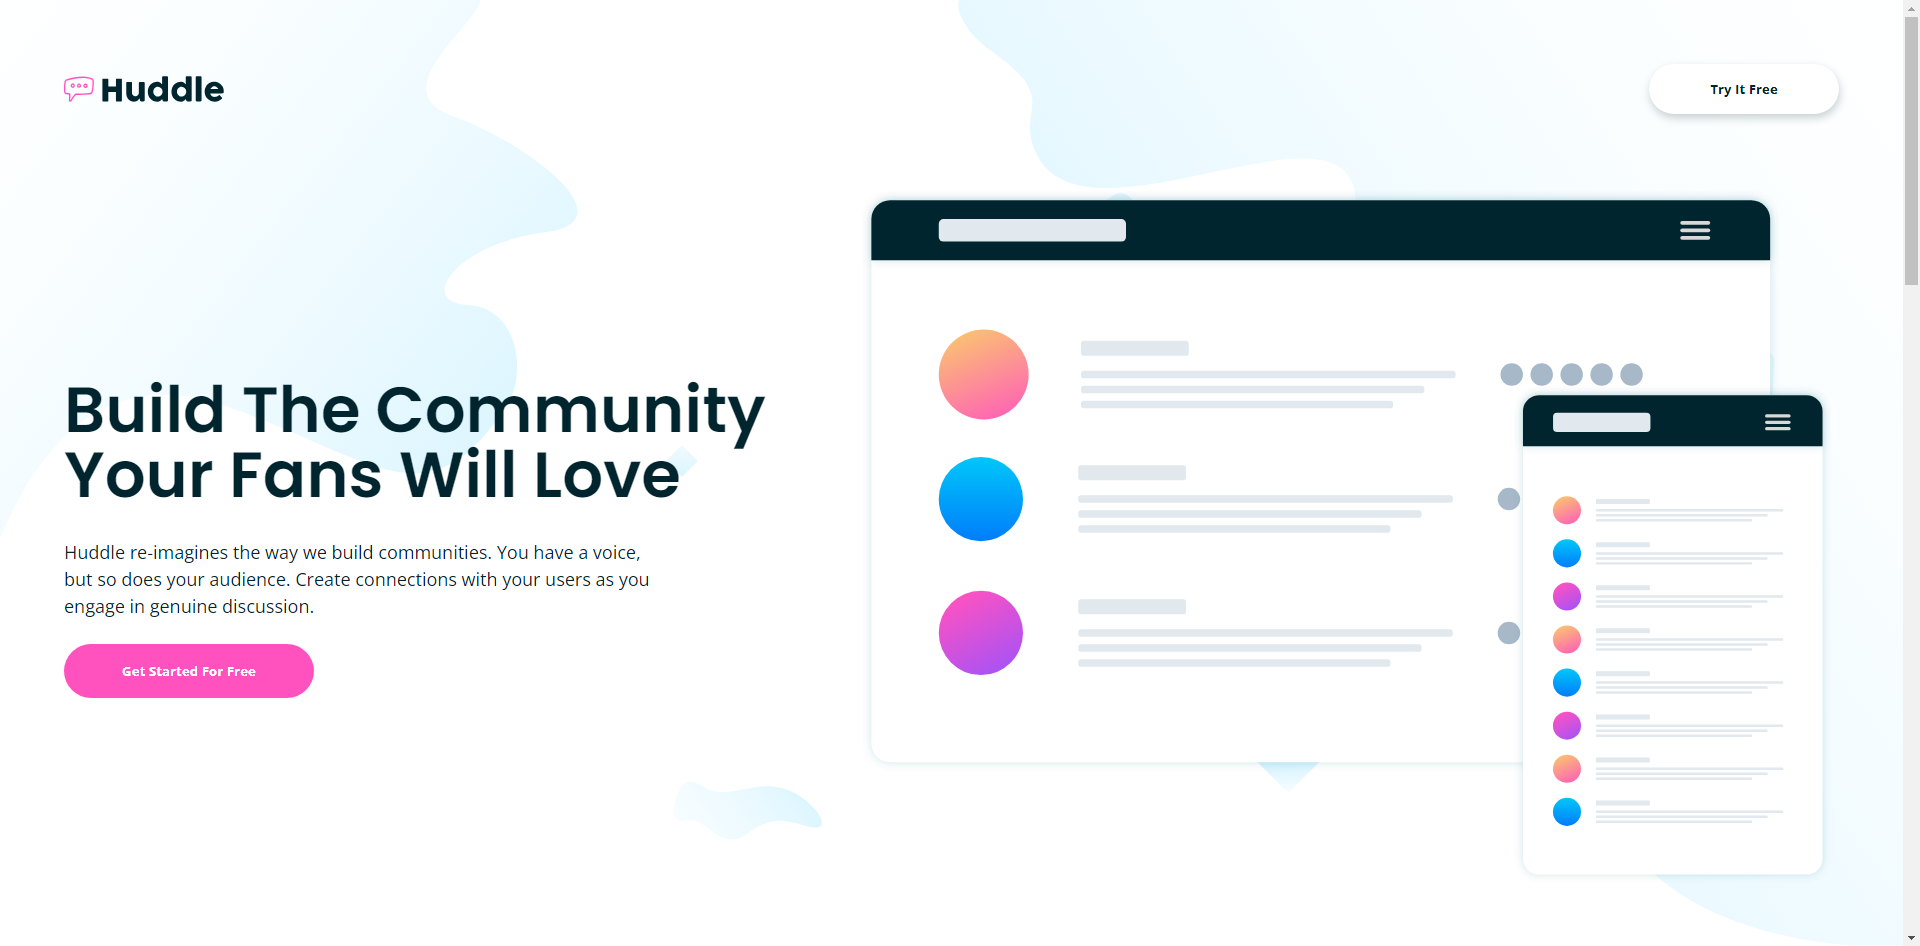 Huddle
Try It Free
Build The Community
Your Fans Will Love
Huddle re-imagines the way we build communities. You have a voice,
but so does your audience. Create connections with your users as you
engage in genuine discussion.
Get Started For Free